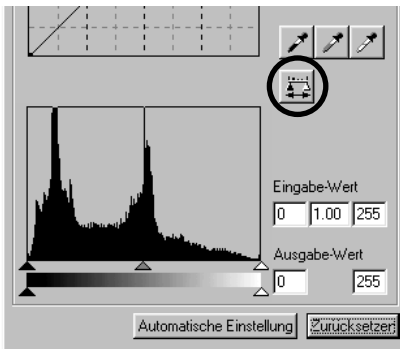 Eingabe-Wert
0 1.00 255
Ausgabe-Wert
0 255
Automatische Einstellung Zurücksetzen